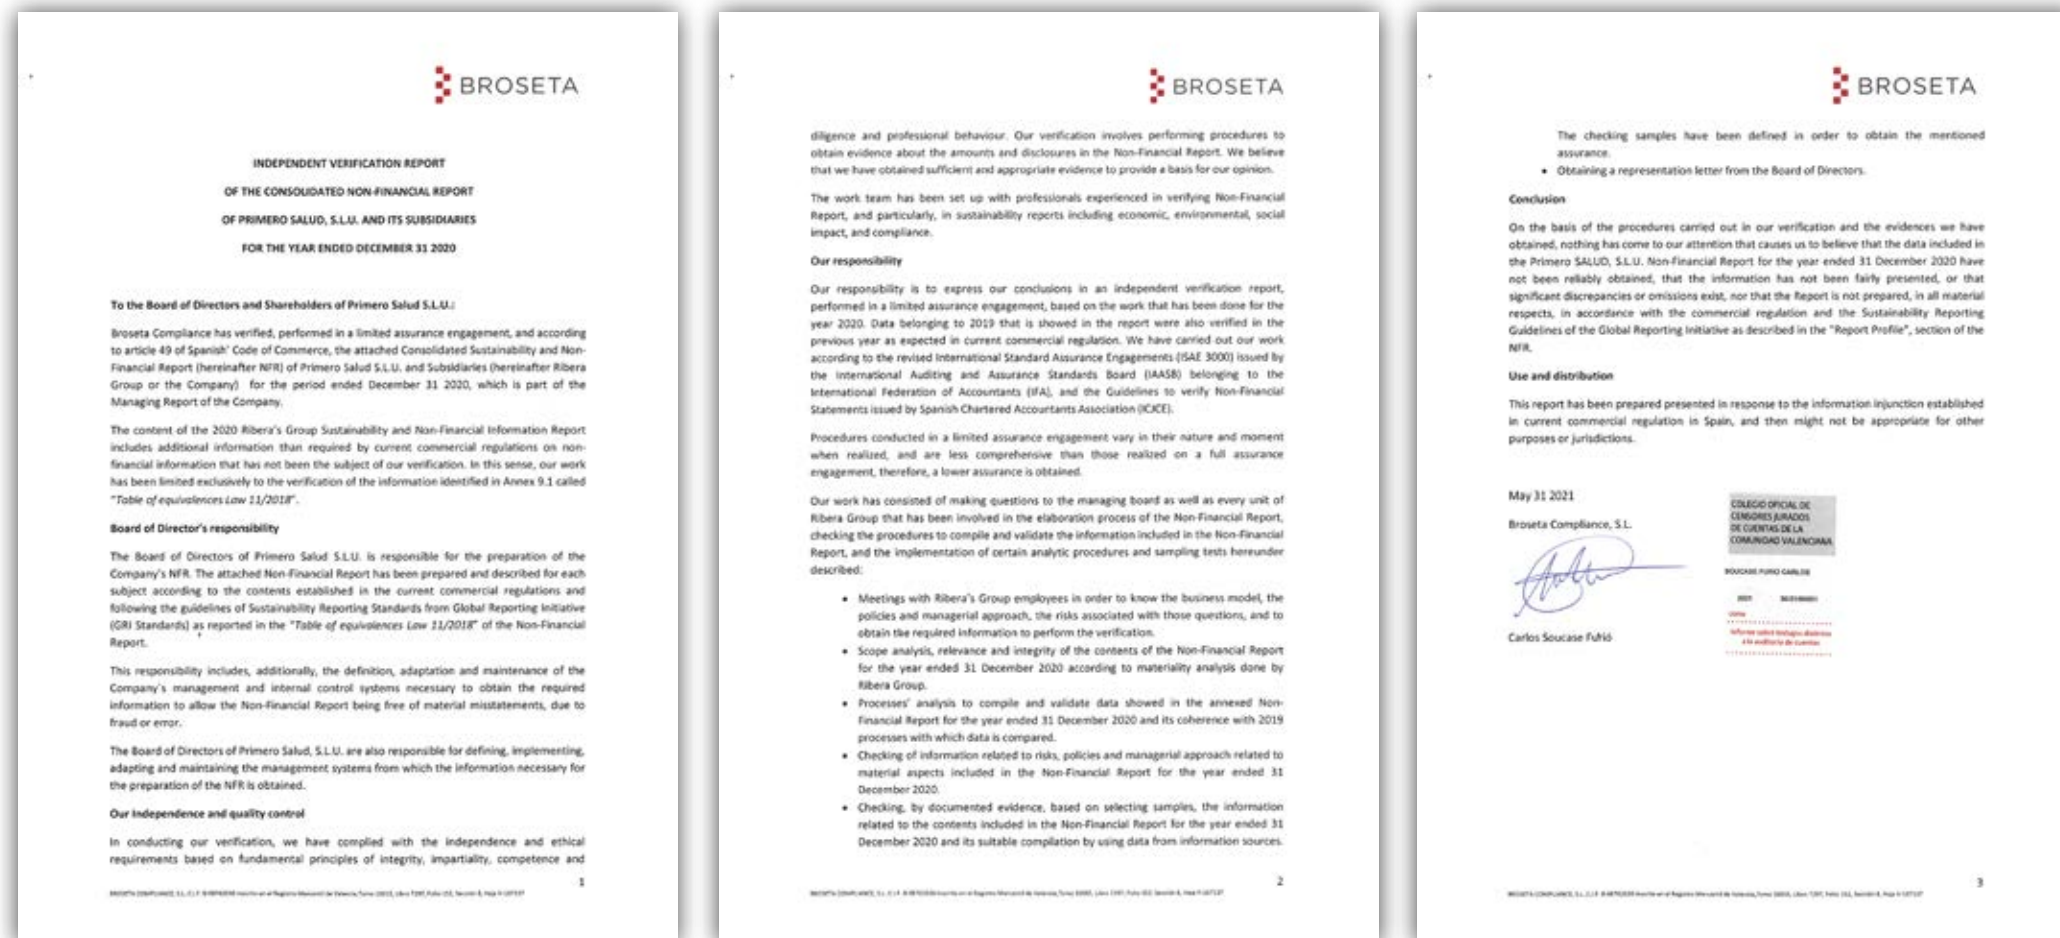 BROSETA
INDEPENDENT VERIFICATION REPORT
OF THE CONSOLIDATED NON-FINANCIAL REPORT
OF PRIMERO SALUD, S.L.U. AND ITS SUBSIDIARIES
FOR THE YEAR ENDED DECEMBER 31 2020
To the Board of Directors and Shareholders of Primero Salud S.L.U.:
Broseta Compliance has verified, performed in a limited assurance engagement, and according
to article 49 of Spanish' Code of Commerce, the attached Consolidated Sustainability and Non-
Financial Report (hereinafter NFR) of Primero Salud S.L.U. and Subsidiaries (hereinafter Ribera
Group or the Company) for the period ended December 31 2020, which is part of the
Managing Report of the Company.
The content of the 2020 Ribera's Group Sustainability and Non-Financial Information Report
includes additional information than required by current commercial regulations on non-
financial information that has not been the subject of our verification. In this sense, our work
has been limited exclusively to the verification of the information identified in Annex 9.1 called
"Table of equivalences Law 11/2018".
Board of Director's responsibility
The Board of Directors of Primero Salud S.L.U. is responsible for the preparation of the
Company's NFR. The attached Non-Financial Report has been prepared and described for each
subject according to the contents established in the current commercial regulations and
following the guidelines of Sustainability Reporting Standards from Global Reporting Initiative
(GRI Standards) as reported in the "Table of equivalences Law 11/2018" of the Non-Financial
Report.
This responsibility includes, additionally, the definition, adaptation and maintenance of the
Company's management and internal control systems necessary to obtain the required
information to allow the Non-Financial Report being free of material misstatements, due to
fraud or error.
The Board of Directors of Primero Salud, S.L.U. are also responsible for defining, implementing,
adapting and maintaining the management systems from which the information necessary for
the preparation of the NFR is obtained.
Our Independence and quality control
In conducting our verification, we have complied with the independence and ethical
requirements based on fundamental principles of integrity, impartiality, competence and
1
BROSETA COMPLIANCE, S.L.
BROSETA
diligence and professional behaviour. Our verification involves performing procedures to
obtain evidence about the amounts and disclosures in the Non-Financial Report. We believe
that we have obtained sufficient and appropriate evidence to provide a basis for our opinion.
The work team has been set up with professionals experienced in verifying Non-Financial
Report, and particularly, in sustainability reports including economic, environmental, social
impact, and compliance.
Our responsibility
Our responsibility is to express our conclusions in an independent verification report,
performed in a limited assurance engagement, based on the work that has been done for the
year 2020. Data belonging to 2019 that is showed in the report were also verified in the
previous year as expected in current commercial regulation. We have carried out our work
according to the revised International Standard Assurance Engagements (ISAE 3000) issued by
the International Auditing and Assurance Standards Board (IAASB) belonging to the
International Federation of Accountants (IFA), and the Guidelines to verify Non-Financial
Statements issued by Spanish Chartered Accountants Association (ICJCE).
Procedures conducted in a limited assurance engagement vary in their nature and moment
when realized, and are less comprehensive than those realized on a full assurance
engagement, therefore, a lower assurance is obtained.
Our work has consisted of making questions to the managing board as well as every unit of
Ribera Group that has been involved in the elaboration process of the Non-Financial Report,
checking the procedures to compile and validate the information included in the Non-Financial
Report, and the implementation of certain analytic procedures and sampling tests hereunder
described:
• Meetings with Ribera's Group employees in order to know the business model, the
policies and managerial approach, the risks associated with those questions, and to
obtain the required information to perform the verification.
• Scope analysis, relevance and integrity of the contents of the Non-Financial Report
for the year ended 31 December 2020 according to materiality analysis done by
Ribera Group.
• Processes' analysis to compile and validate data showed in the annexed Non-
Financial Report for the year ended 31 December 2020 and its coherence with 2019
processes with which data is compared.
• Checking of information related to risks, policies and managerial approach related to
material aspects included in the Non-Financial Report for the year ended 31
December 2020.
• Checking, by documented evidence, based on selecting samples, the information
related to the contents included in the Non-Financial Report for the year ended 31
December 2020 and its suitable compilation by using data from information sources.
2
BROSETA COMPLIANCE, S.L.
BROSETA
The checking samples have been defined in order to obtain the mentioned
assurance.
• Obtaining a representation letter from the Board of Directors.
Conclusion
On the basis of the procedures carried out in our verification and the evidences we have
obtained, nothing has come to our attention that causes us to believe that the data included in
the Primero SALUD, S.L.U. Non-Financial Report for the year ended 31 December 2020 have
not been reliably obtained, that the information has not been fairly presented, or that
significant discrepancies or omissions exist, nor that the Report is not prepared, in all material
respects, in accordance with the commercial regulation and the Sustainability Reporting
Guidelines of the Global Reporting Initiative as described in the "Report Profile", section of the
NFR.
Use and distribution
This report has been prepared presented in response to the information injunction established
in current commercial regulation in Spain, and then might not be appropriate for other
purposes or jurisdictions.
May 31 2021
Broseta Compliance, S.L.
Carlos Soucase Furió
COLEGIO OFICIAL DE
CENSORES JURADOS
DE CUENTAS DE LA
COMUNIDAD VALENCIANA
SOUCASE FURIO CARLOS
2021
Informe sobre trabajos distintos
a la auditoría de cuentas
3
BROSETA COMPLIANCE, S.L.